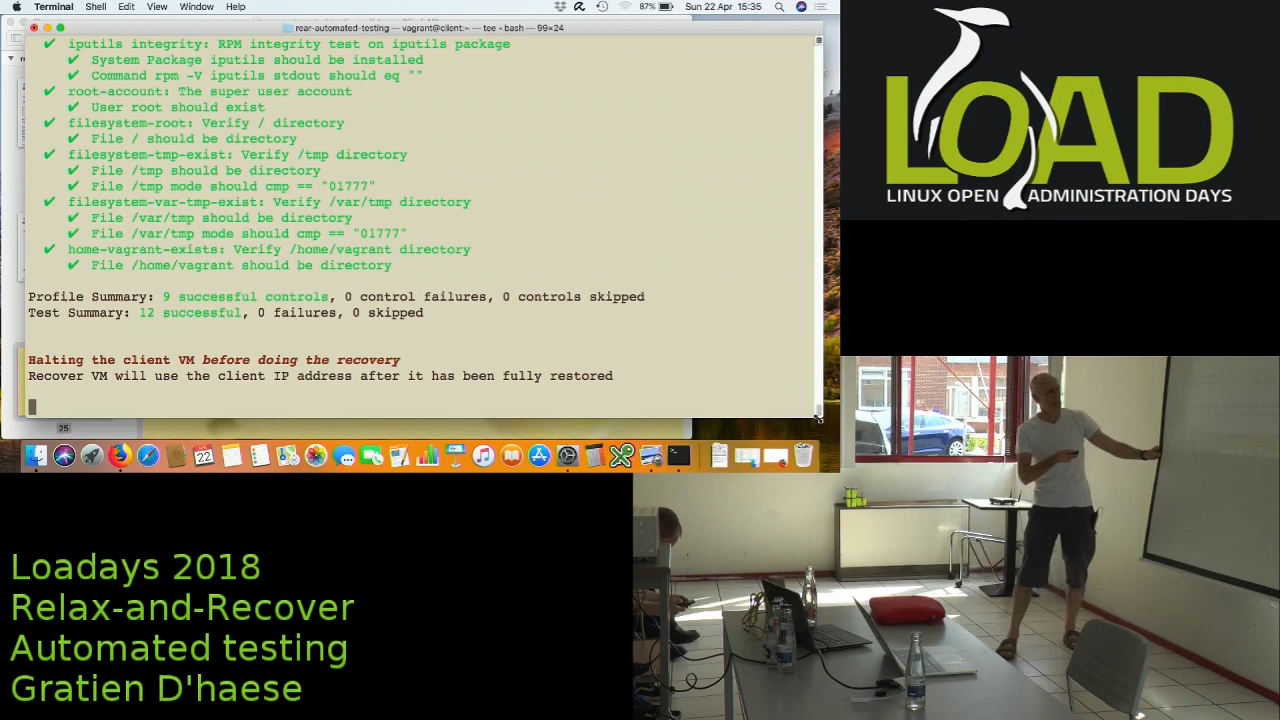 Terminal Shell Edit View Window Help 87% Sun 22 Apr 15:35
rear-automated-testing — vagrant@client:~ — tee • bash — 99×24
✔ iputils integrity: RPM integrity test on iputils package
✔ System Package iputils should be installed
✔ Command rpm -V iputils stdout should eq ""
✔ root-account: The super user account
✔ User root should exist
✔ filesystem-root: Verify / directory
✔ File / should be directory
✔ filesystem-tmp-exist: Verify /tmp directory
✔ File /tmp should be directory
✔ File /tmp mode should cmp == "01777"
✔ filesystem-var-tmp-exist: Verify /var/tmp directory
✔ File /var/tmp should be directory
✔ File /var/tmp mode should cmp == "01777"
✔ home-vagrant-exists: Verify /home/vagrant directory
✔ File /home/vagrant should be directory
Profile Summary: 9 successful controls, 0 control failures, 0 controls skipped
Test Summary: 12 successful, 0 failures, 0 skipped
Halting the client VM before doing the recovery
Recover VM will use the client IP address after it has been fully restored
25
22
LOAD
LINUX OPEN ADMINISTRATION DAYS
Loadays 2018
Relax-and-Recover
Automated testing
Gratien D'haese